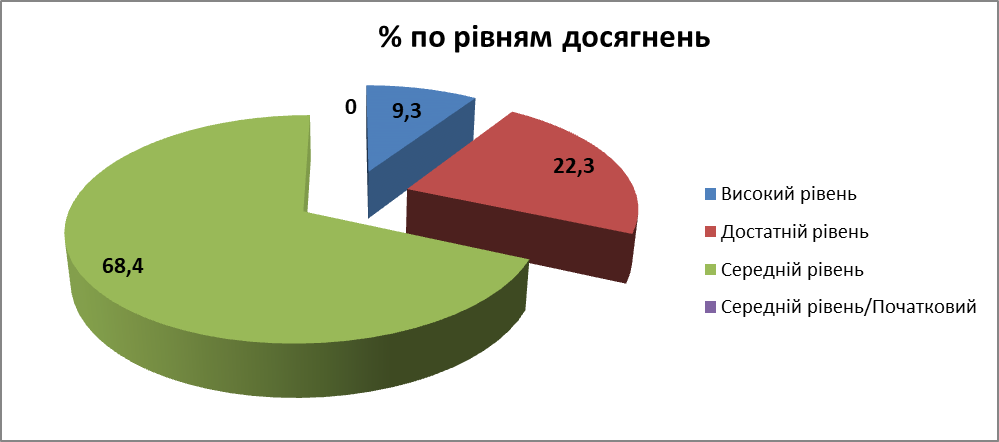 % по рівням досягнень
0
9,3
22,3
68,4
Високий рівень
Достатній рівень
Середній рівень
Середній рівень/Початковий